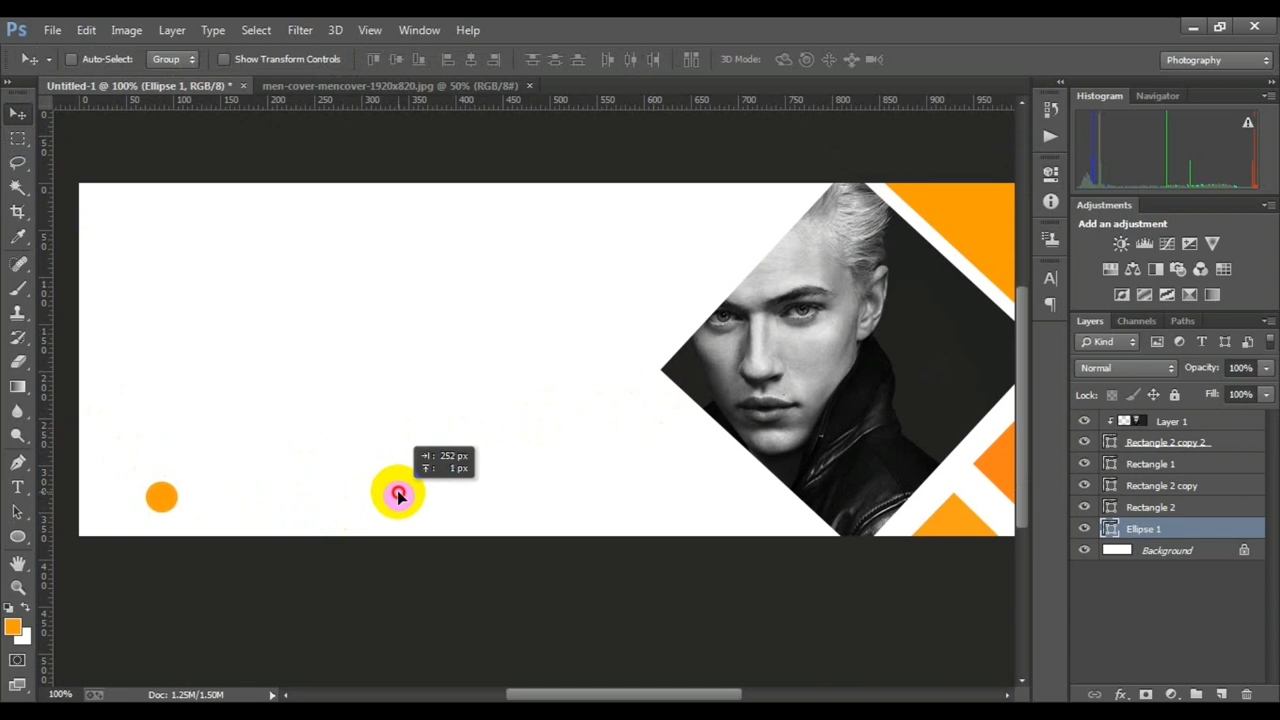 Ps File Edit Image Layer Type Select Filter 3D View Window Help
Auto-Select: Group Show Transform Controls 3D Mode: Photography
Untitled-1 @ 100% (Ellipse 1, RGB/8) * × men-cover-mencover-1920x820.jpg @ 50% (RGB/8#) ×
0 50 100 150 200 250 300 350 400 450 500 550 600 650 700 750 800 850 900 950
Histogram Navigator
Adjustments
Add an adjustment
Layers Channels Paths
Kind
Normal Opacity: 100%
Lock: Fill: 100%
Layer 1
Rectangle 2 copy 2
Rectangle 1
Rectangle 2 copy
Rectangle 2
Ellipse 1
Background
252 px
1 px
100% Doc: 1.25M/1.50M